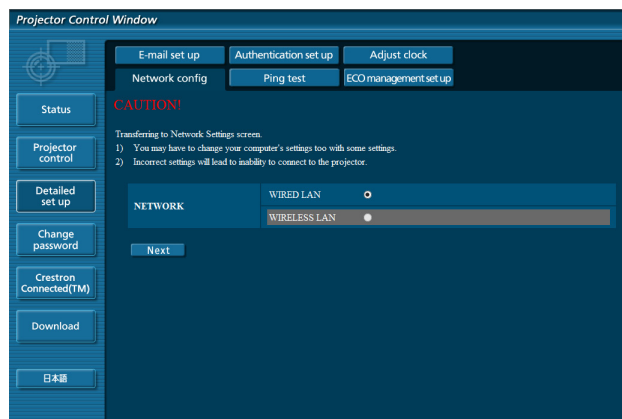 Projector Control Window
E-mail set up
Authentication set up
Adjust clock
Network config
Ping test
ECO management set up
Status
Projector
control
Detailed
set up
Change
password
Crestron
Connected(TM)
Download
日本語
CAUTION!
Transferring to Network Settings screen.
1) You may have to change your computer's settings too with some settings.
2) Incorrect settings will lead to inability to connect to the projector.
NETWORK
WIRED LAN
WIRELESS LAN
Next